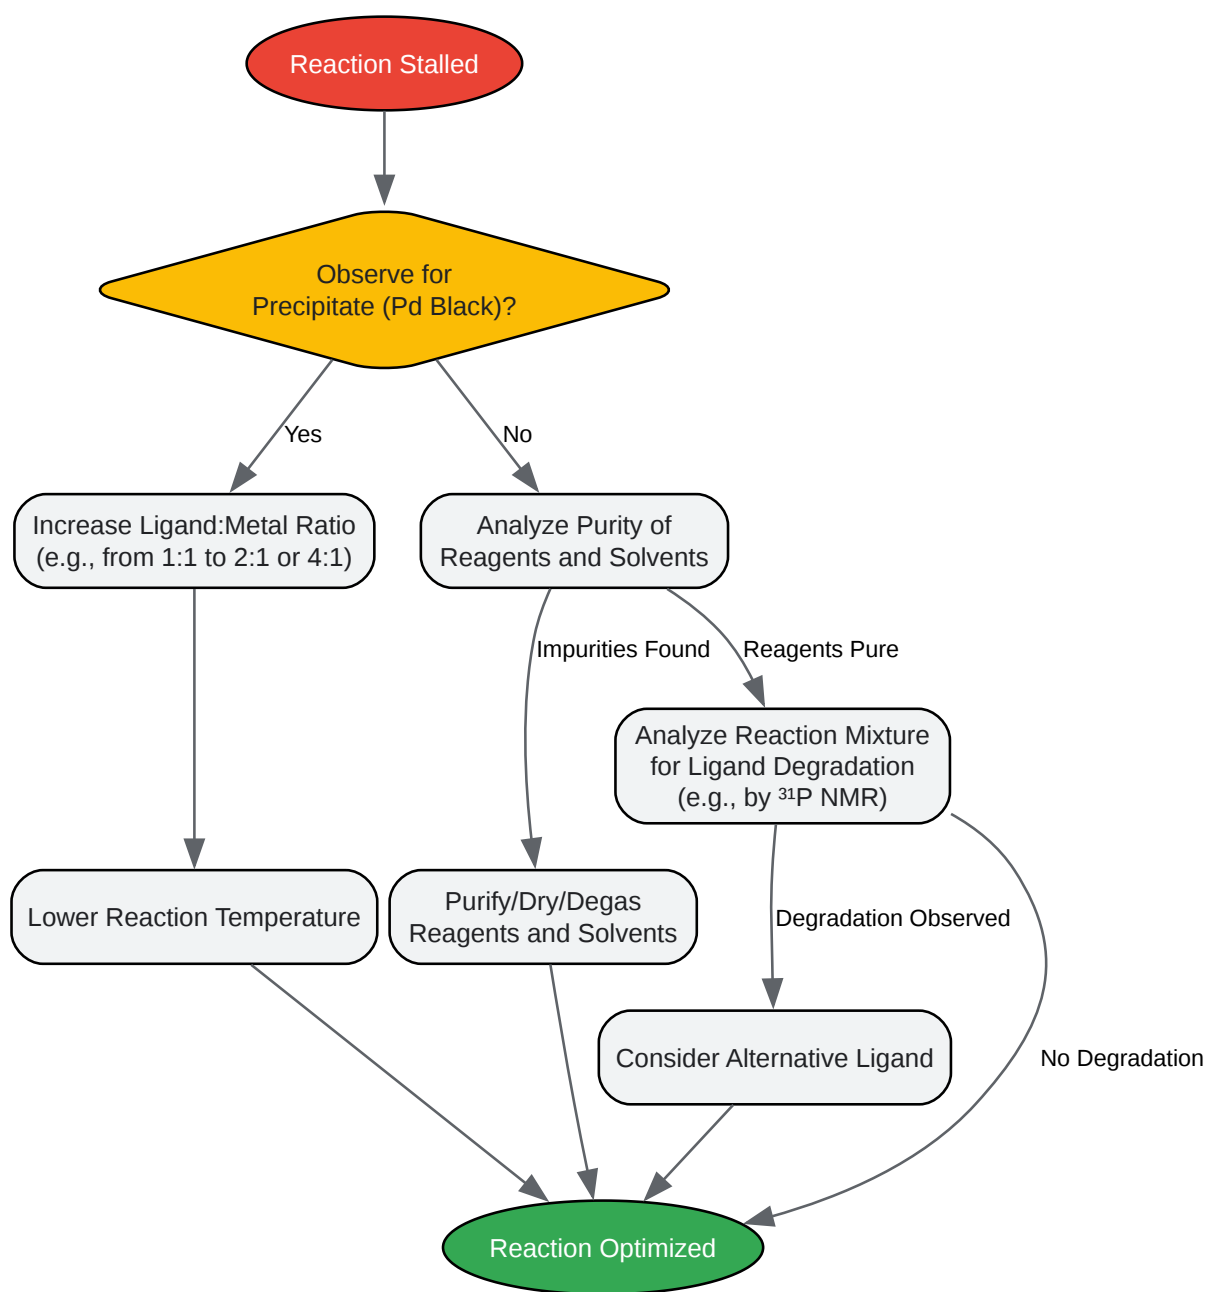 Reaction Stalled
Observe for
Precipitate (Pd Black)?
Yes
No
Increase Ligand:Metal Ratio
(e.g., from 1:1 to 2:1 or 4:1)
Analyze Purity of
Reagents and Solvents
Impurities Found
Reagents Pure
Analyze Reaction Mixture
for Ligand Degradation
(e.g., by ³¹P NMR)
Lower Reaction Temperature
Purify/Dry/Degas
Reagents and Solvents
Degradation Observed
Consider Alternative Ligand
No Degradation
Reaction Optimized